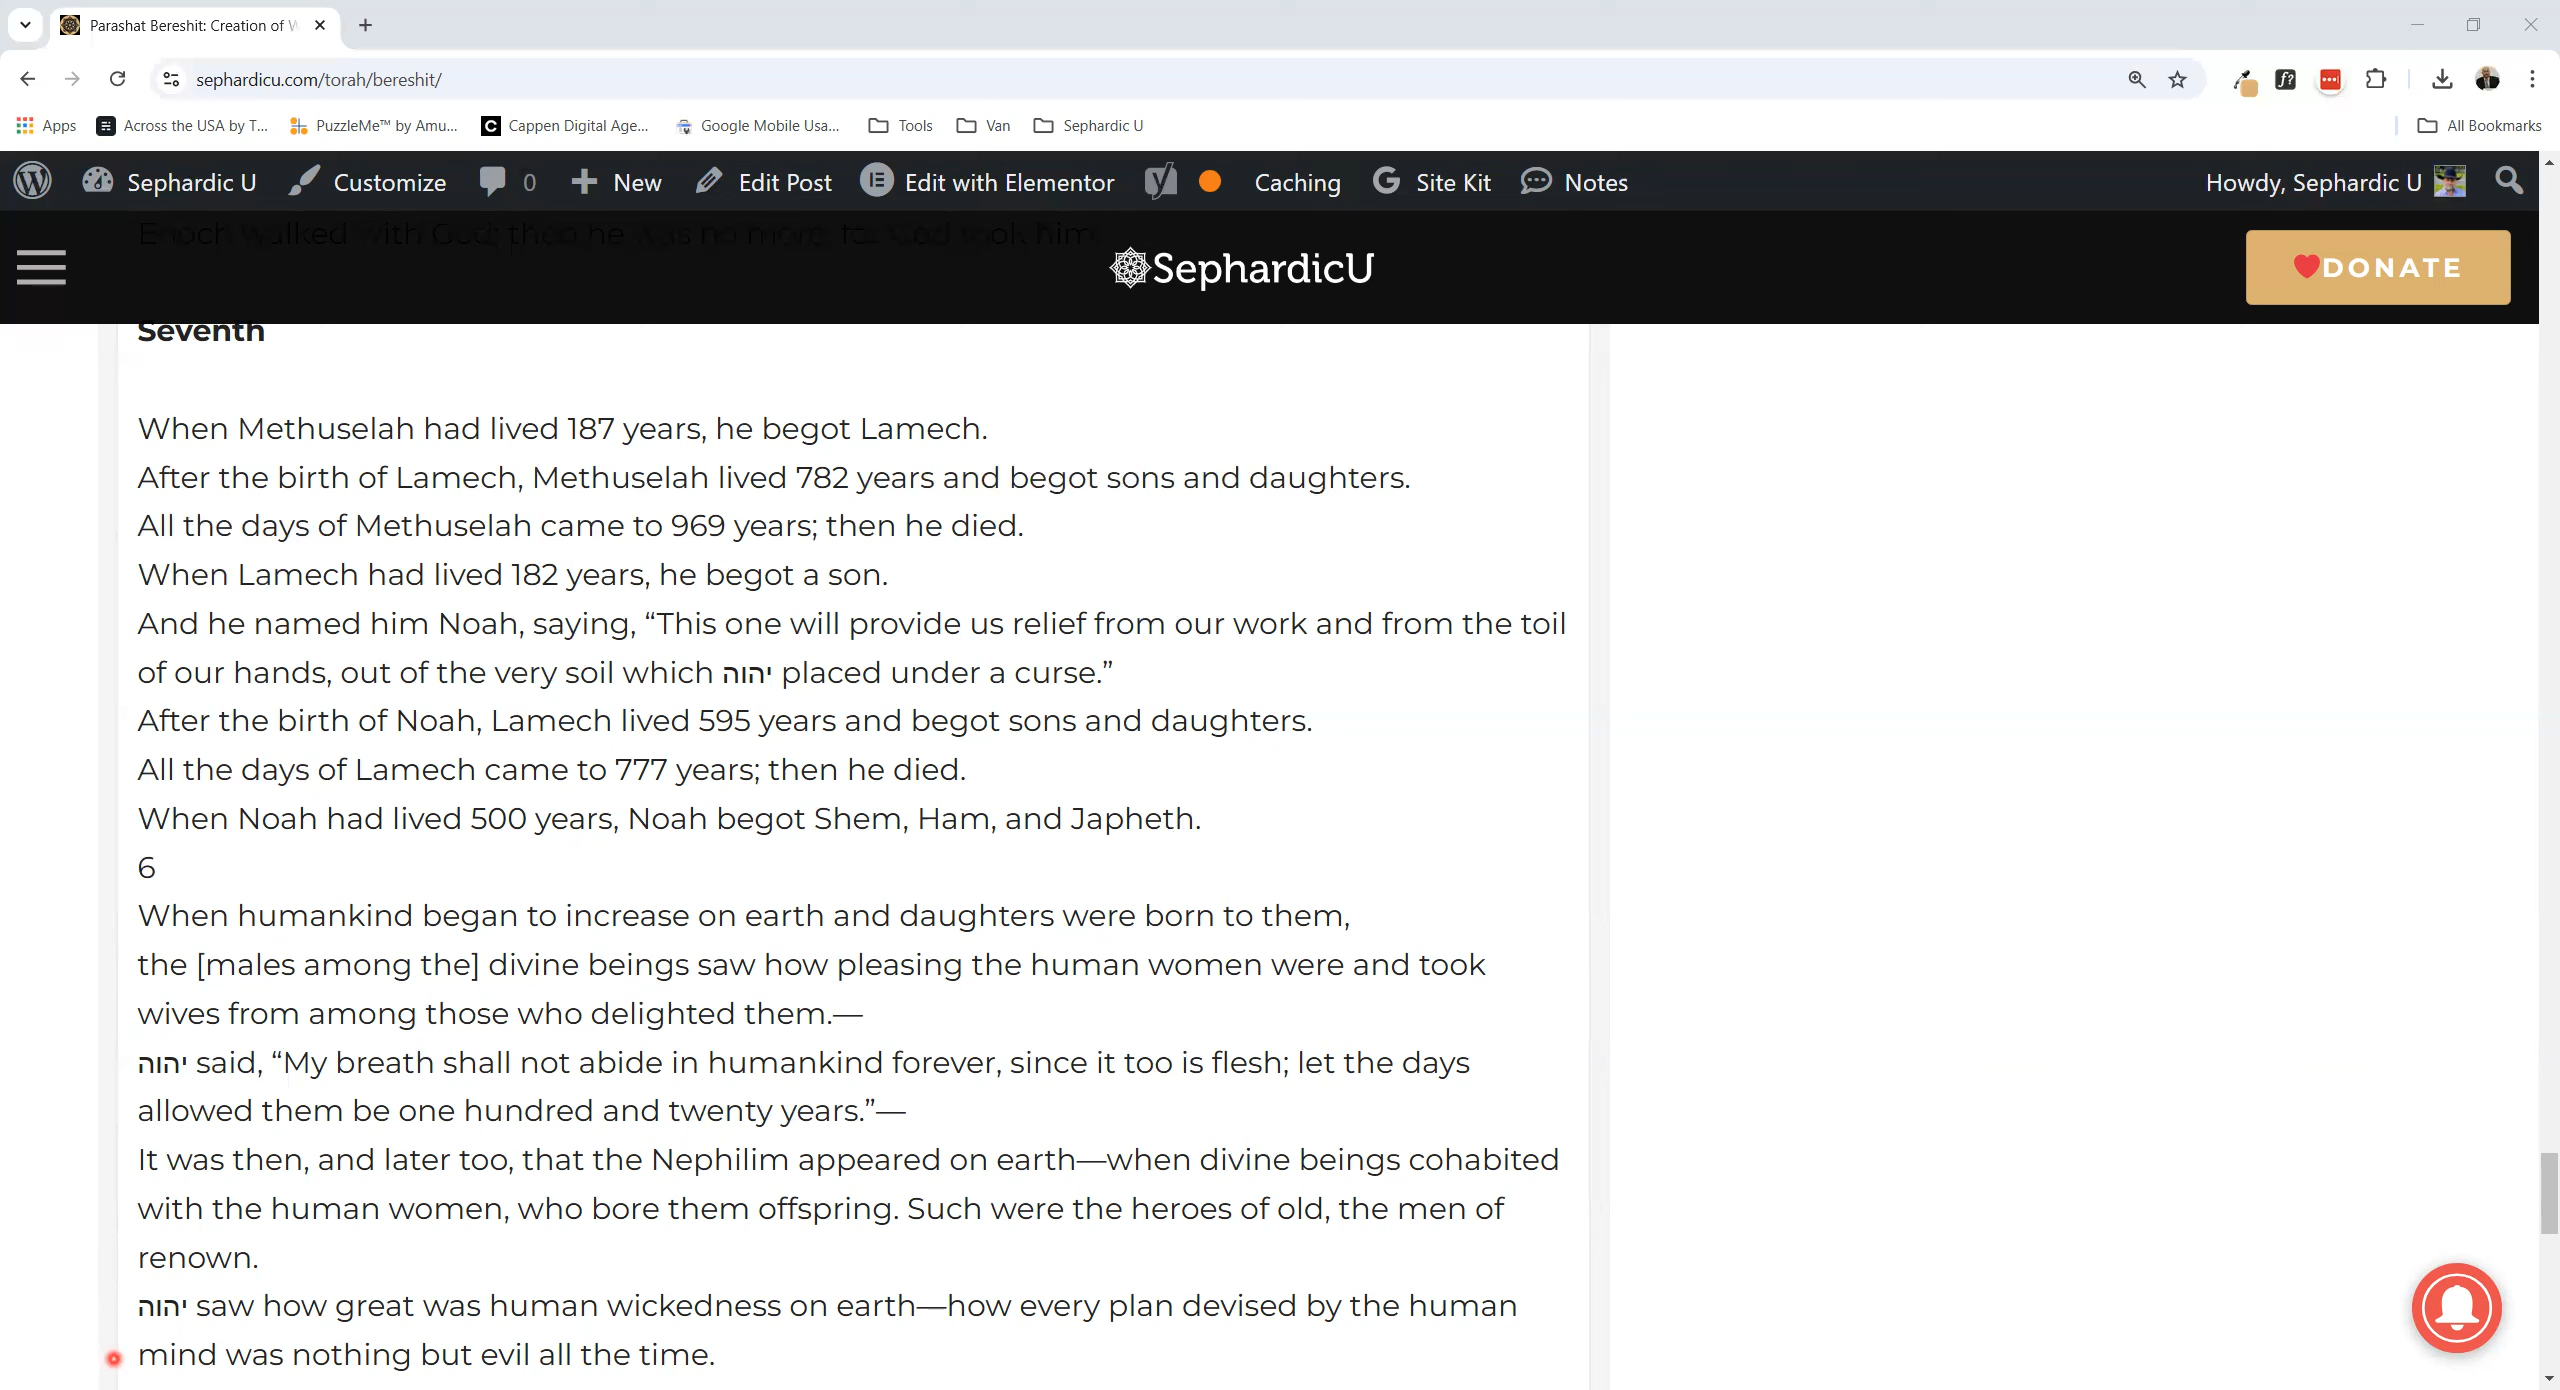 Parashat Bereshit: Creation of W
sephardicu.com/torah/bereshit/
Apps Across the USA by T... PuzzleMe™ by Amu... Cappen Digital Age... Google Mobile Usa... Tools Van Sephardic U All Bookmarks
Sephardic U Customize 0 New Edit Post Edit with Elementor Caching Site Kit Notes Howdy, Sephardic U
Enoch walked with God; then he was no more, for God took him.
SephardicU DONATE
Seventh
When Methuselah had lived 187 years, he begot Lamech.
After the birth of Lamech, Methuselah lived 782 years and begot sons and daughters.
All the days of Methuselah came to 969 years; then he died.
When Lamech had lived 182 years, he begot a son.
And he named him Noah, saying, “This one will provide us relief from our work and from the toil
of our hands, out of the very soil which יהוה placed under a curse.”
After the birth of Noah, Lamech lived 595 years and begot sons and daughters.
All the days of Lamech came to 777 years; then he died.
When Noah had lived 500 years, Noah begot Shem, Ham, and Japheth.
6
When humankind began to increase on earth and daughters were born to them,
the [males among the] divine beings saw how pleasing the human women were and took
wives from among those who delighted them.—
יהוה said, “My breath shall not abide in humankind forever, since it too is flesh; let the days
allowed them be one hundred and twenty years.”—
It was then, and later too, that the Nephilim appeared on earth—when divine beings cohabited
with the human women, who bore them offspring. Such were the heroes of old, the men of
renown.
יהוה saw how great was human wickedness on earth—how every plan devised by the human
mind was nothing but evil all the time.